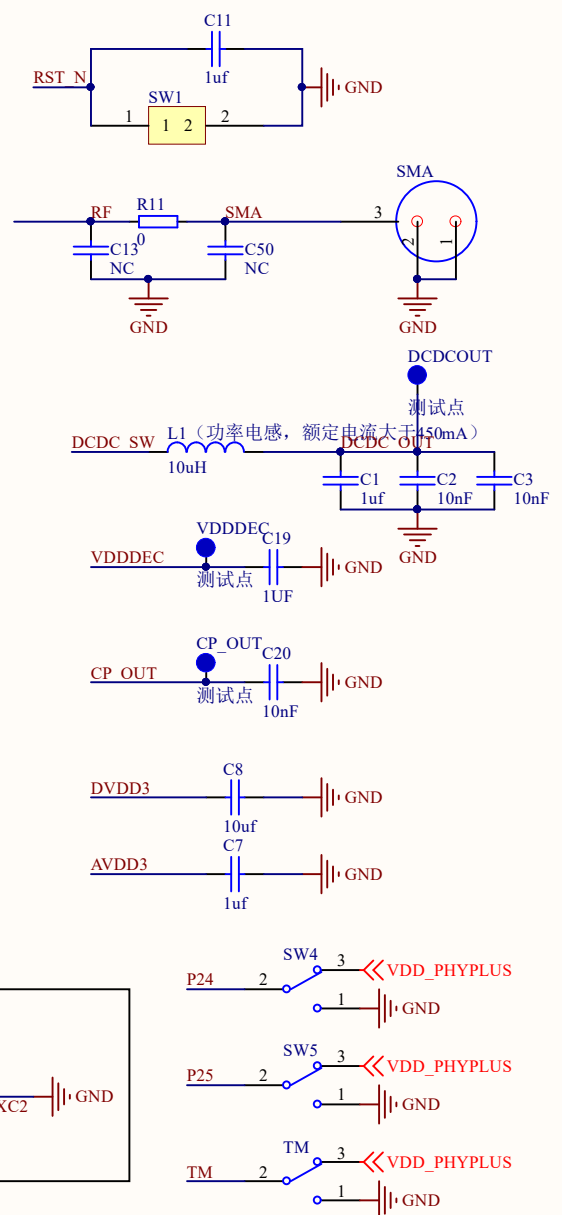 C11
1uf
RST_N
GND
SW1
1 1 2 2
SMA
RF R11 SMA 3
0
C13 C50
NC NC
2 1
GND GND
DCDCOUT
测试点
DCDC_SW L1（功率电感，额定电流大于450mA） DCDC_OUT
10uH
C1 C2 C3
1uf 10nF 10nF
GND
VDDDEC
C19
VDDDEC GND
测试点 1UF
CP_OUT C20
CP_OUT GND
测试点 10nF
C8
DVDD3 GND
10uf
C7
AVDD3 GND
1uf
SW4
P24 2 3 VDD_PHYPLUS
1 GND
SW5
P25 2 3 VDD_PHYPLUS
1 GND
XC2 GND
TM
TM 2 3 VDD_PHYPLUS
1 GND